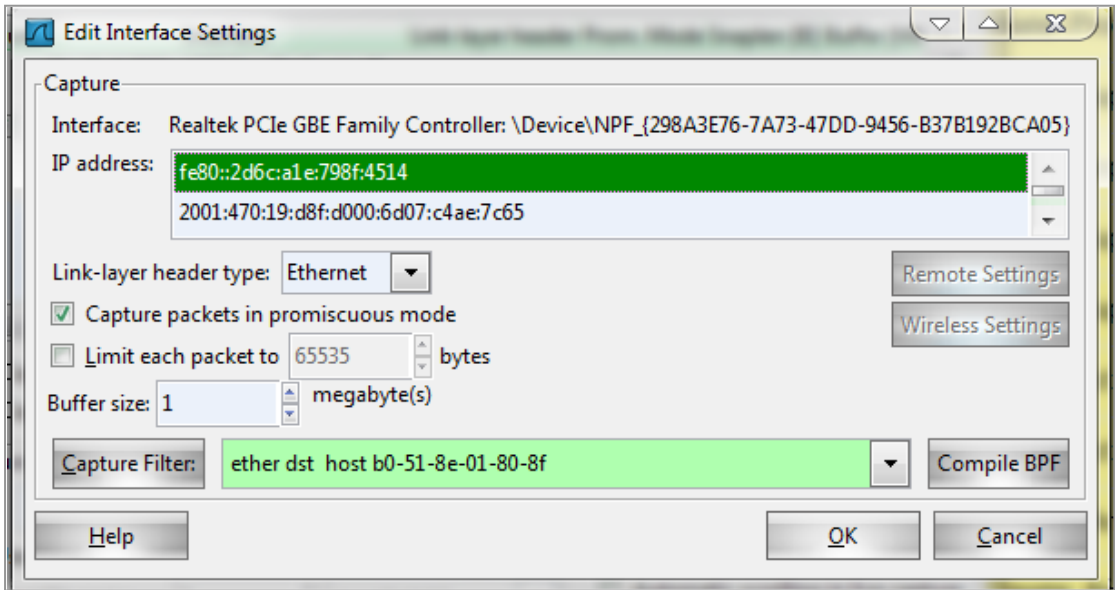 Edit Interface Settings
Capture
Interface: Realtek PCIe GBE Family Controller: \Device\NPF_{298A3E76-7A73-47DD-9456-B37B192BCA05}
IP address: fe80::2d6c:a1e:798f:4514
2001:470:19:d8f:d000:6d07:c4ae:7c65
Link-layer header type: Ethernet
Remote Settings
Capture packets in promiscuous mode
Wireless Settings
Limit each packet to 65535 bytes
Buffer size: 1 megabyte(s)
Capture Filter: ether dst host b0-51-8e-01-80-8f Compile BPF
Help OK Cancel